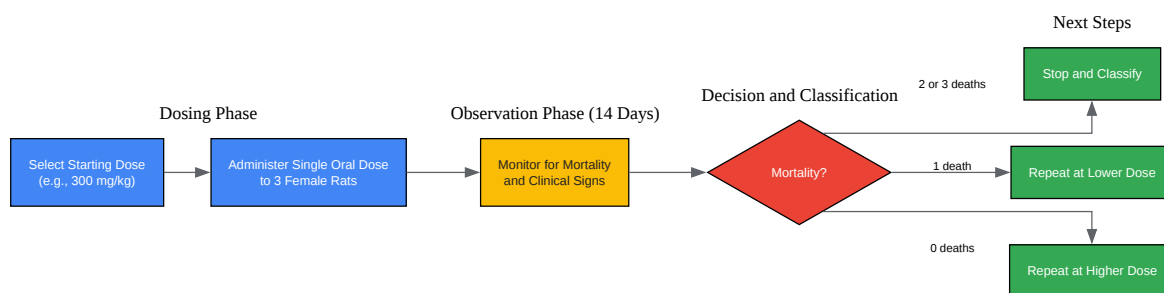 Next Steps
2 or 3 deaths
Stop and Classify
Decision and Classification
Dosing Phase
Observation Phase (14 Days)
Select Starting Dose
(e.g., 300 mg/kg)
Administer Single Oral Dose
to 3 Female Rats
Monitor for Mortality
and Clinical Signs
Mortality?
1 death
Repeat at Lower Dose
0 deaths
Repeat at Higher Dose